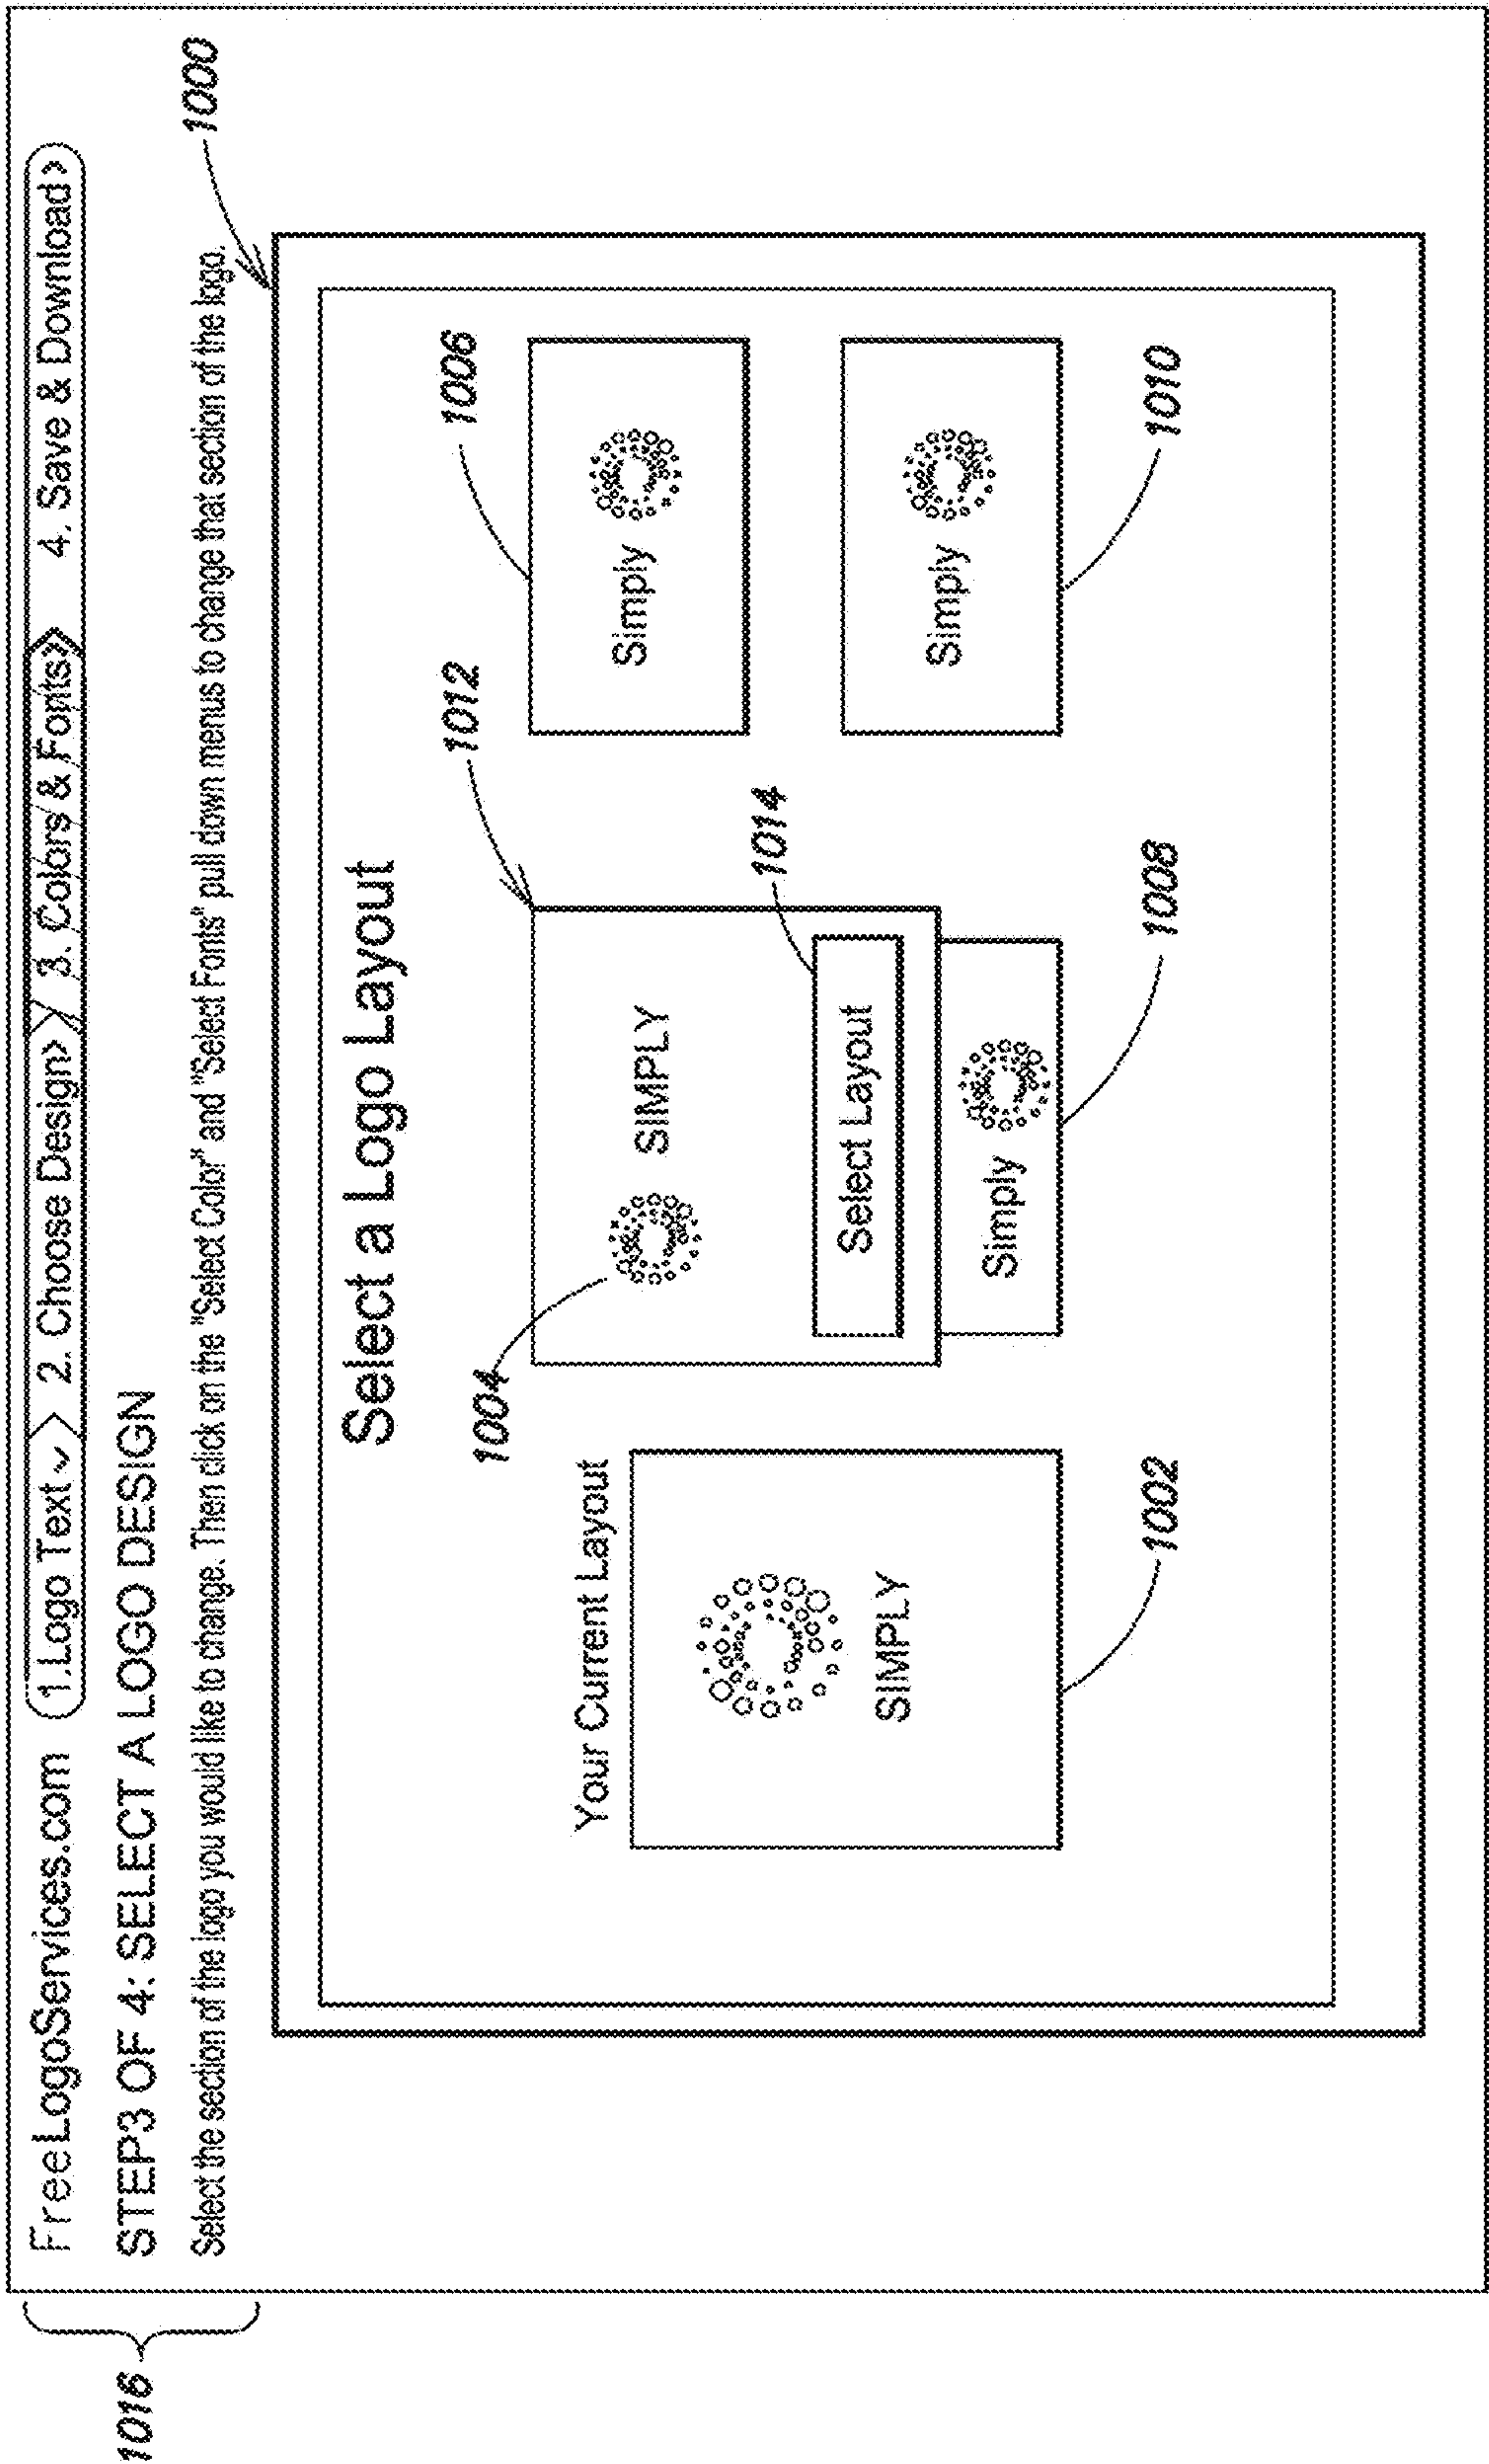 1016
FreeLogoServices.com
1.Logo Text ✓
2. Choose Design
3. Colors & Fonts
4. Save & Download
STEP3 OF 4: SELECT A LOGO DESIGN
Select the section of the logo you would like to change. Then click on the "Select Color" and "Select Fonts" pull down menus to change that section of the logo.
1000
Select a Logo Layout
1004
1012
1006
Your Current Layout
SIMPLY
SIMPLY
Simply
1014
Select Layout
Simply
Simply
1002
1008
1010